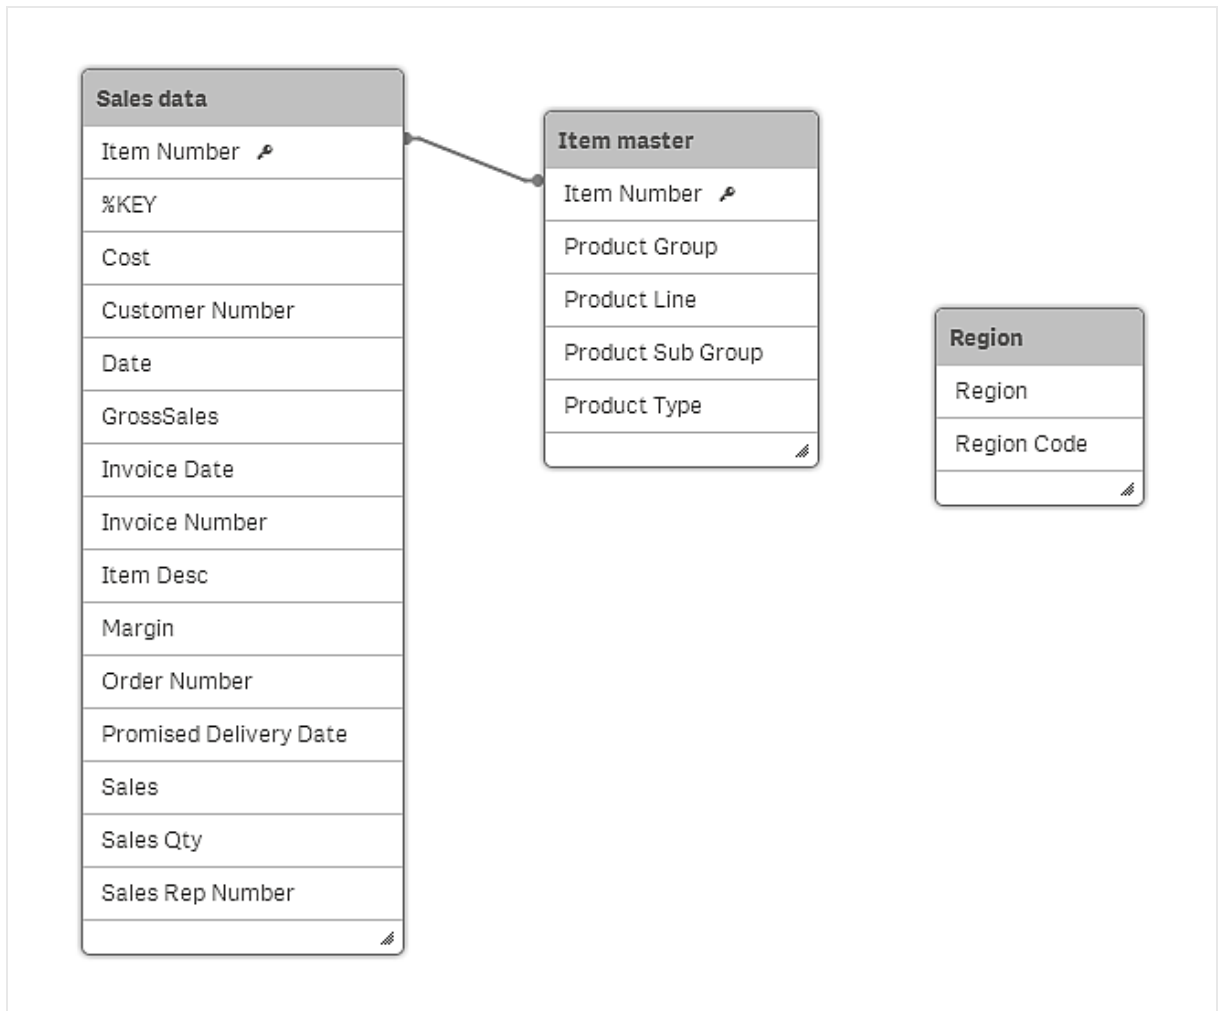 Sales data
Item Number
%KEY
Cost
Customer Number
Date
GrossSales
Invoice Date
Invoice Number
Item Desc
Margin
Order Number
Promised Delivery Date
Sales
Sales Qty
Sales Rep Number
Item master
Item Number
Product Group
Product Line
Product Sub Group
Product Type
Region
Region
Region Code